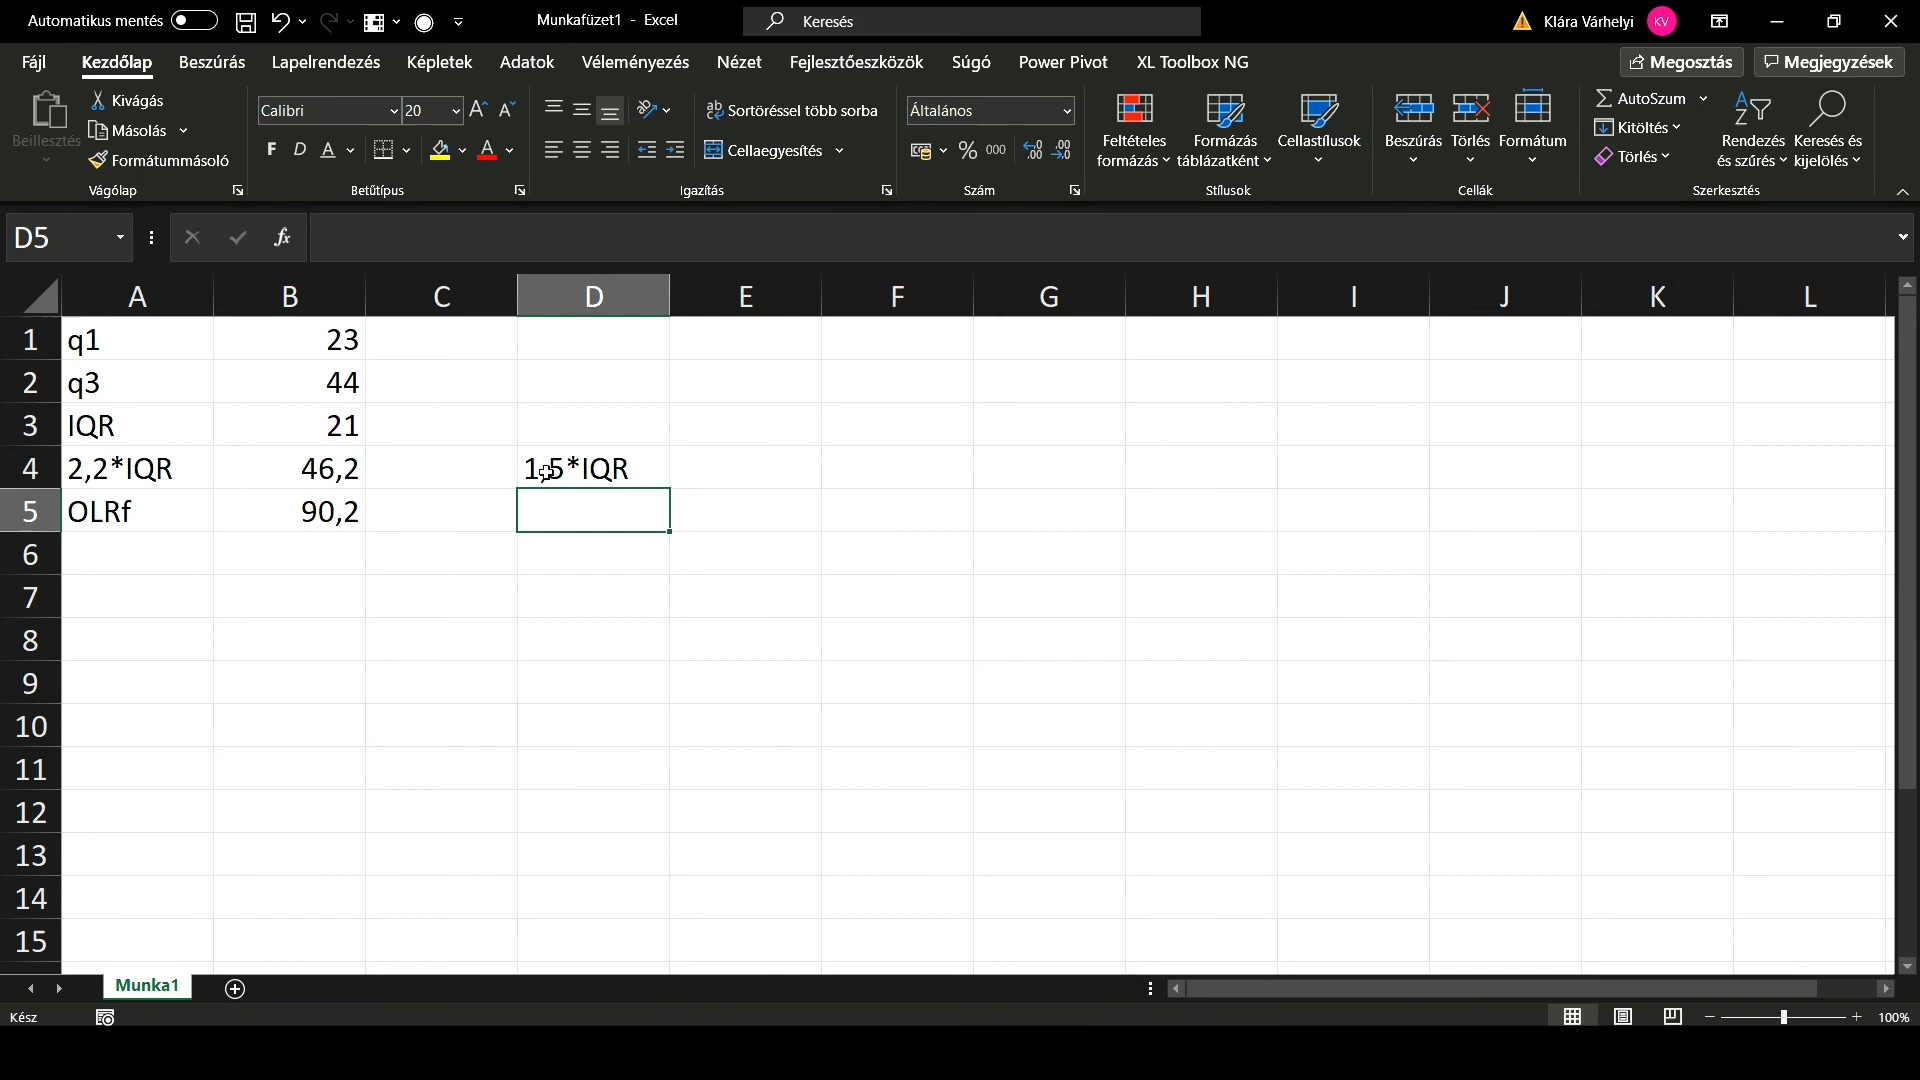 Automatikus mentés
Munkafüzet1 - Excel
Keresés
Klára Várhelyi KV
Fájl Kezdőlap Beszúrás Lapelrendezés Képletek Adatok Véleményezés Nézet Fejlesztőeszközök Súgó Power Pivot XL Toolbox NG
Megosztás Megjegyzések
Beillesztés
Kivágás
Másolás
Formátummásoló
Vágólap
Calibri 20
F D A A
Betűtípus
Sortöréssel több sorba
Cellaegyesítés
Igazítás
Általános
% 000
Szám
Feltételes formázás
Formázás táblázatként
Cellastílusok
Stílusok
Beszúrás Törlés Formátum
Cellák
AutoSzum
Kitöltés
Törlés
Rendezés és szűrés
Keresés és kijelölés
Szerkesztés
D5
fx
A B C D E F G H I J K L
1 q1 23
2 q3 44
3 IQR 21
4 2,2*IQR 46,2 1,5*IQR
5 OLRf 90,2
6
7
8
9
10
11
12
13
14
15
Munka1
Kész
100%